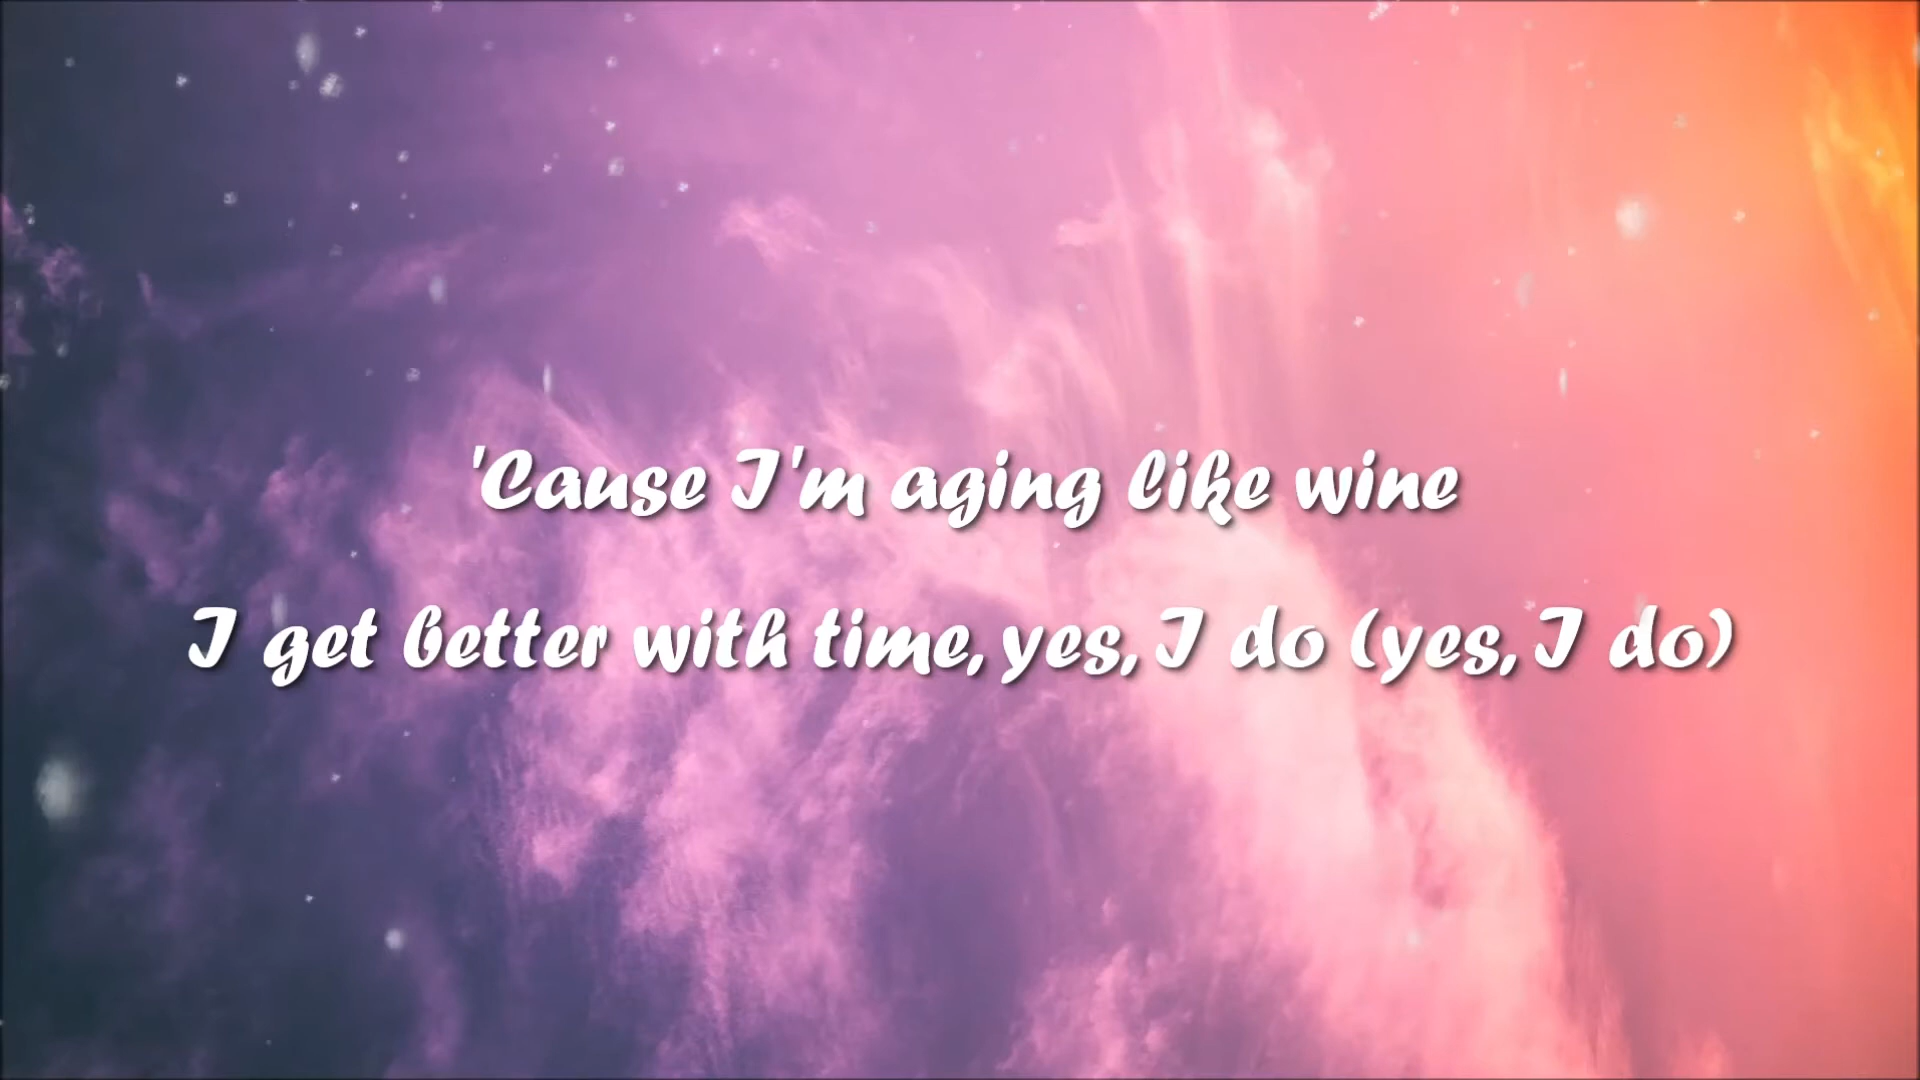 'Cause I'm aging like wine
I get better with time, yes, I do (yes, I do)